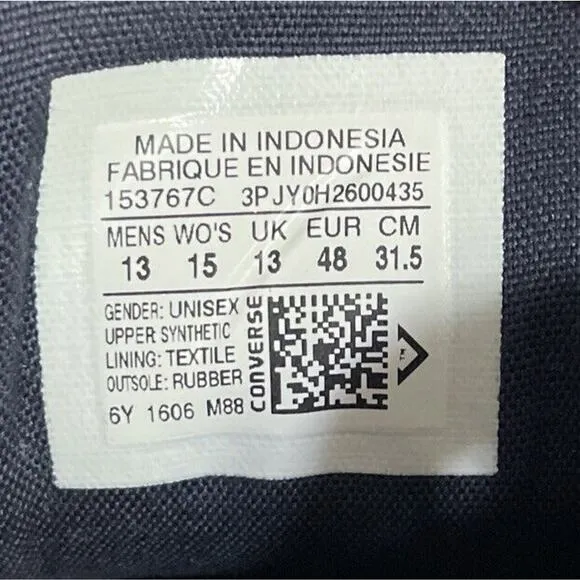 MADE IN INDONESIA
FABRIQUE EN INDONESIE
153767C 3PJY0H2600435
MENS WO'S UK EUR CM
13 15 13 48 31.5
GENDER: UNISEX
UPPER SYNTHETIC
LINING: TEXTILE
OUTSOLE: RUBBER
6Y 1606 M88
CONVERSE
TM